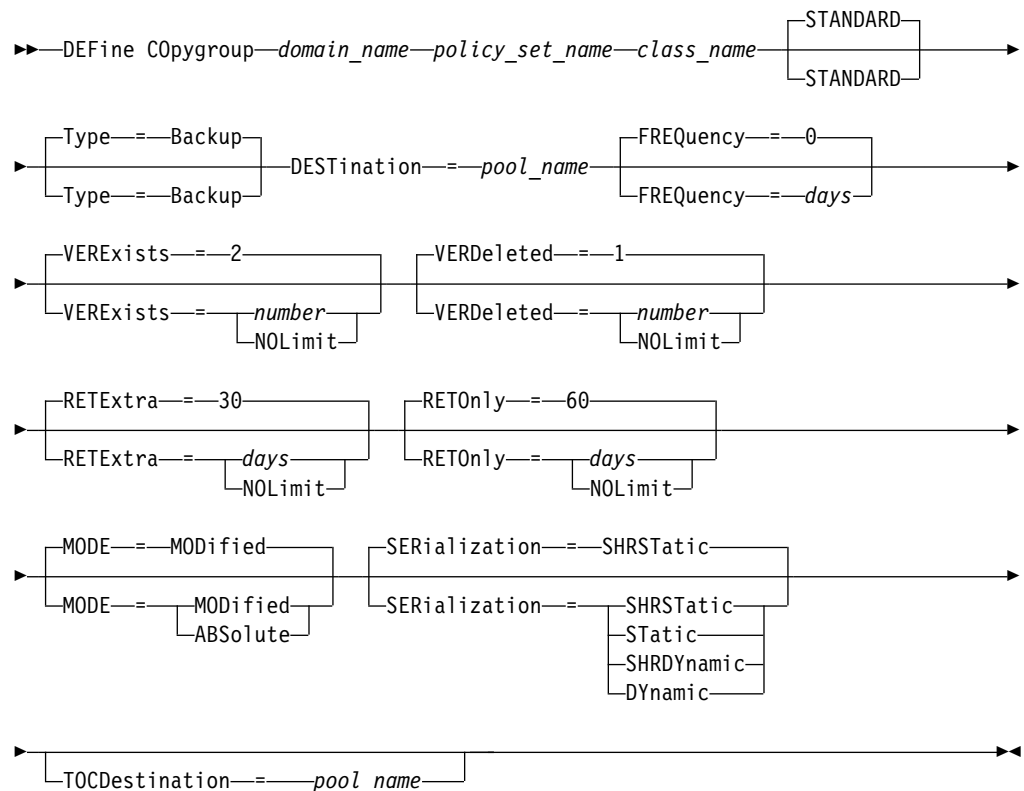 STANDARD
DEFine COpygroup domain_name policy_set_name class_name
STANDARD
Type = Backup
FREQuency = 0
DESTination = pool_name
Type = Backup
FREQuency = days
VERExists = 2
VERDeleted = 1
VERExists = number
VERDeleted = number
NOLimit
NOLimit
RETExtra = 30
RETOnly = 60
RETExtra = days
RETOnly = days
NOLimit
NOLimit
MODE = MODified
SERialization = SHRSTatic
MODE = MODified
SERialization = SHRSTatic
ABSolute
STatic
SHRDYnamic
DYnamic
TOCDestination = pool_name